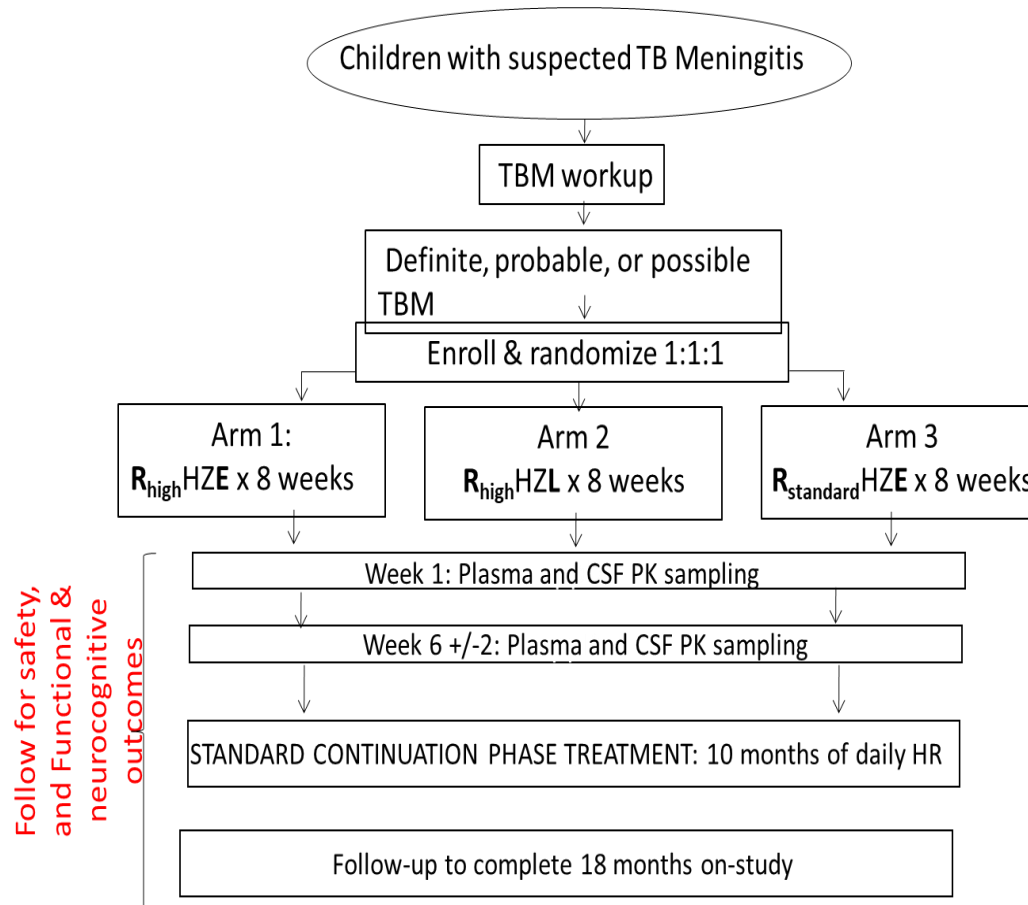 Children with suspected TB Meningitis
TBM workup
Definite, probable, or possible
TBM
Enroll & randomize 1:1:1
Arm 1:
RhighHZE x 8 weeks
Arm 2
RhighHZL x 8 weeks
Arm 3
RstandardHZE x 8 weeks
Week 1: Plasma and CSF PK sampling
Week 6 +/-2: Plasma and CSF PK sampling
STANDARD CONTINUATION PHASE TREATMENT: 10 months of daily HR
Follow-up to complete 18 months on-study
Follow for safety,
and Functional &
neurocognitive
outcomes